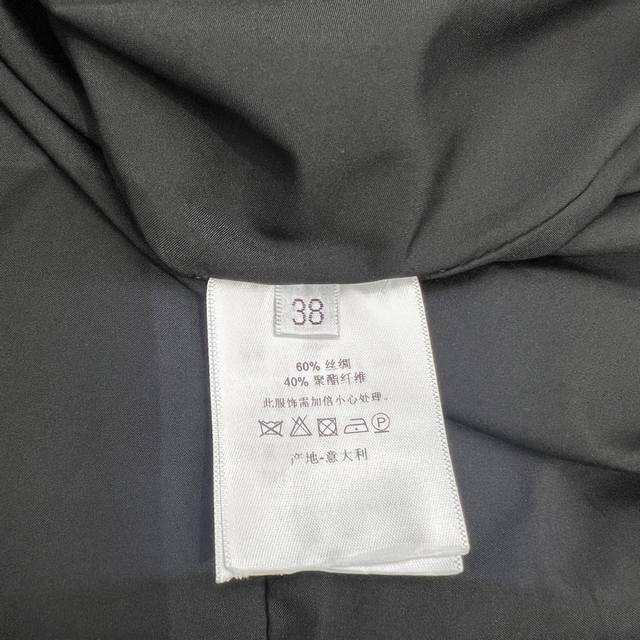 38
60% 丝绸
40% 聚酯纤维
此服饰需加倍小心处理。
产地-意大利